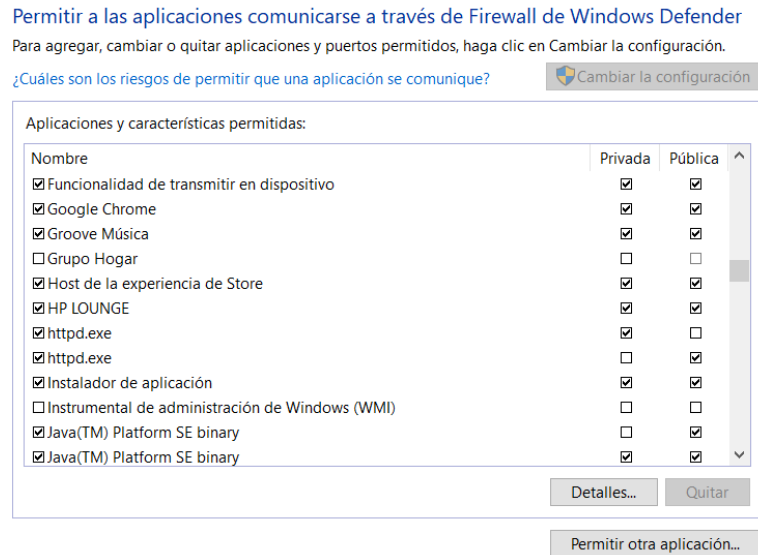 Permitir a las aplicaciones comunicarse a través de Firewall de Windows Defender
Para agregar, cambiar o quitar aplicaciones y puertos permitidos, haga clic en Cambiar la configuración.
¿Cuáles son los riesgos de permitir que una aplicación se comunique?
Cambiar la configuración
Aplicaciones y características permitidas:
Nombre Privada Pública
Funcionalidad de transmitir en dispositivo
Google Chrome
Groove Música
Grupo Hogar
Host de la experiencia de Store
HP LOUNGE
httpd.exe
httpd.exe
Instalador de aplicación
Instrumental de administración de Windows (WMI)
Java(TM) Platform SE binary
Java(TM) Platform SE binary
Detalles... Quitar
Permitir otra aplicación...